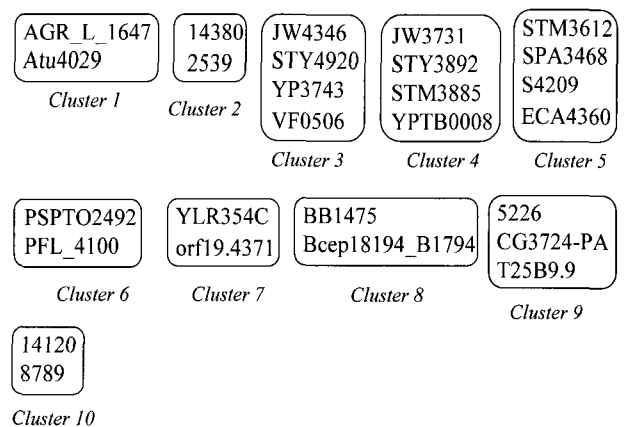 AGR_L_1647
Atu4029
Cluster 1
14380
2539
Cluster 2
JW4346
STY4920
YP3743
VF0506
Cluster 3
JW3731
STY3892
STM3885
YPTB0008
Cluster 4
STM3612
SPA3468
S4209
ECA4360
Cluster 5
PSPTO2492
PFL_4100
Cluster 6
YLR354C
orf19.4371
Cluster 7
BB1475
Bcep18194_B1794
Cluster 8
5226
CG3724-PA
T25B9.9
Cluster 9
14120
8789
Cluster 10